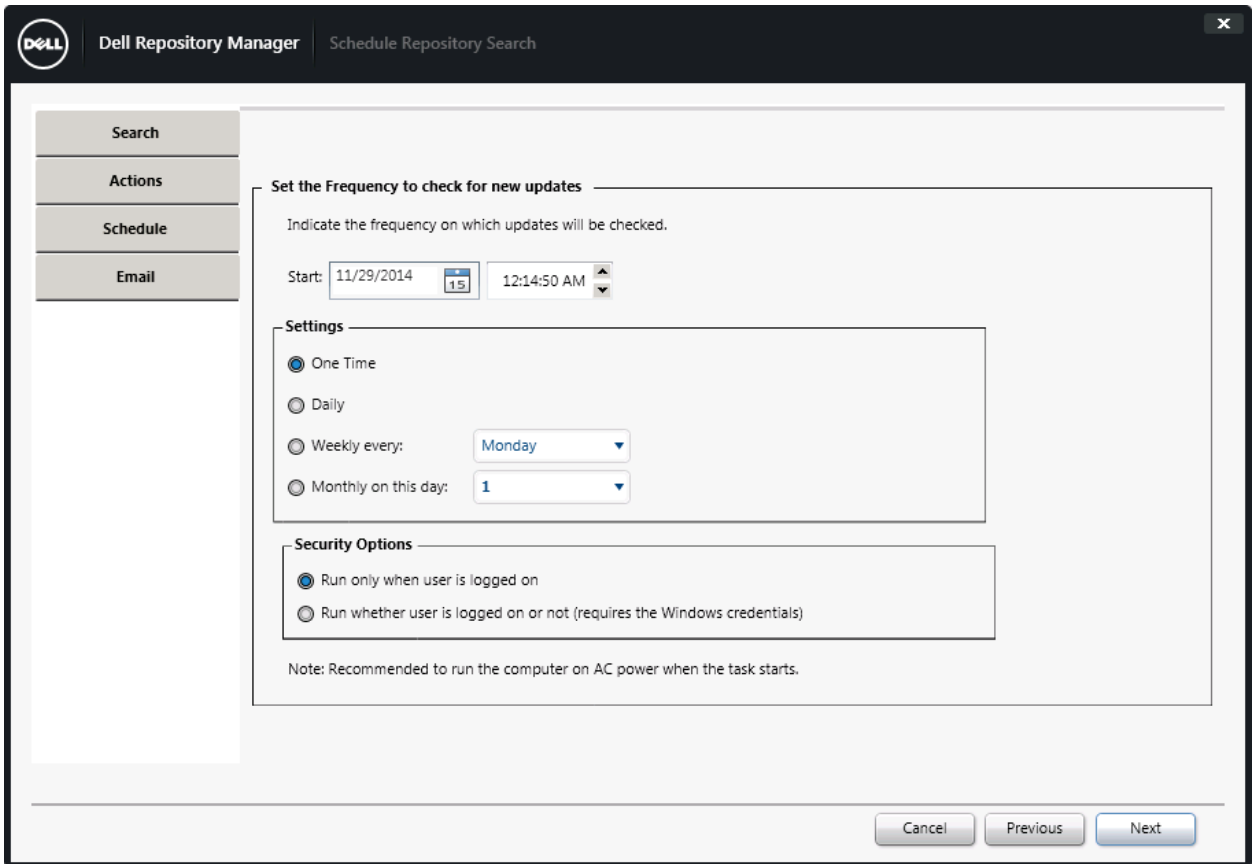 DELL
Dell Repository Manager
Schedule Repository Search
x
Search
Actions
Schedule
Email
Set the Frequency to check for new updates
Indicate the frequency on which updates will be checked.
Start: 11/29/2014 15 12:14:50 AM
Settings
One Time
Daily
Weekly every: Monday
Monthly on this day: 1
Security Options
Run only when user is logged on
Run whether user is logged on or not (requires the Windows credentials)
Note: Recommended to run the computer on AC power when the task starts.
Cancel Previous Next